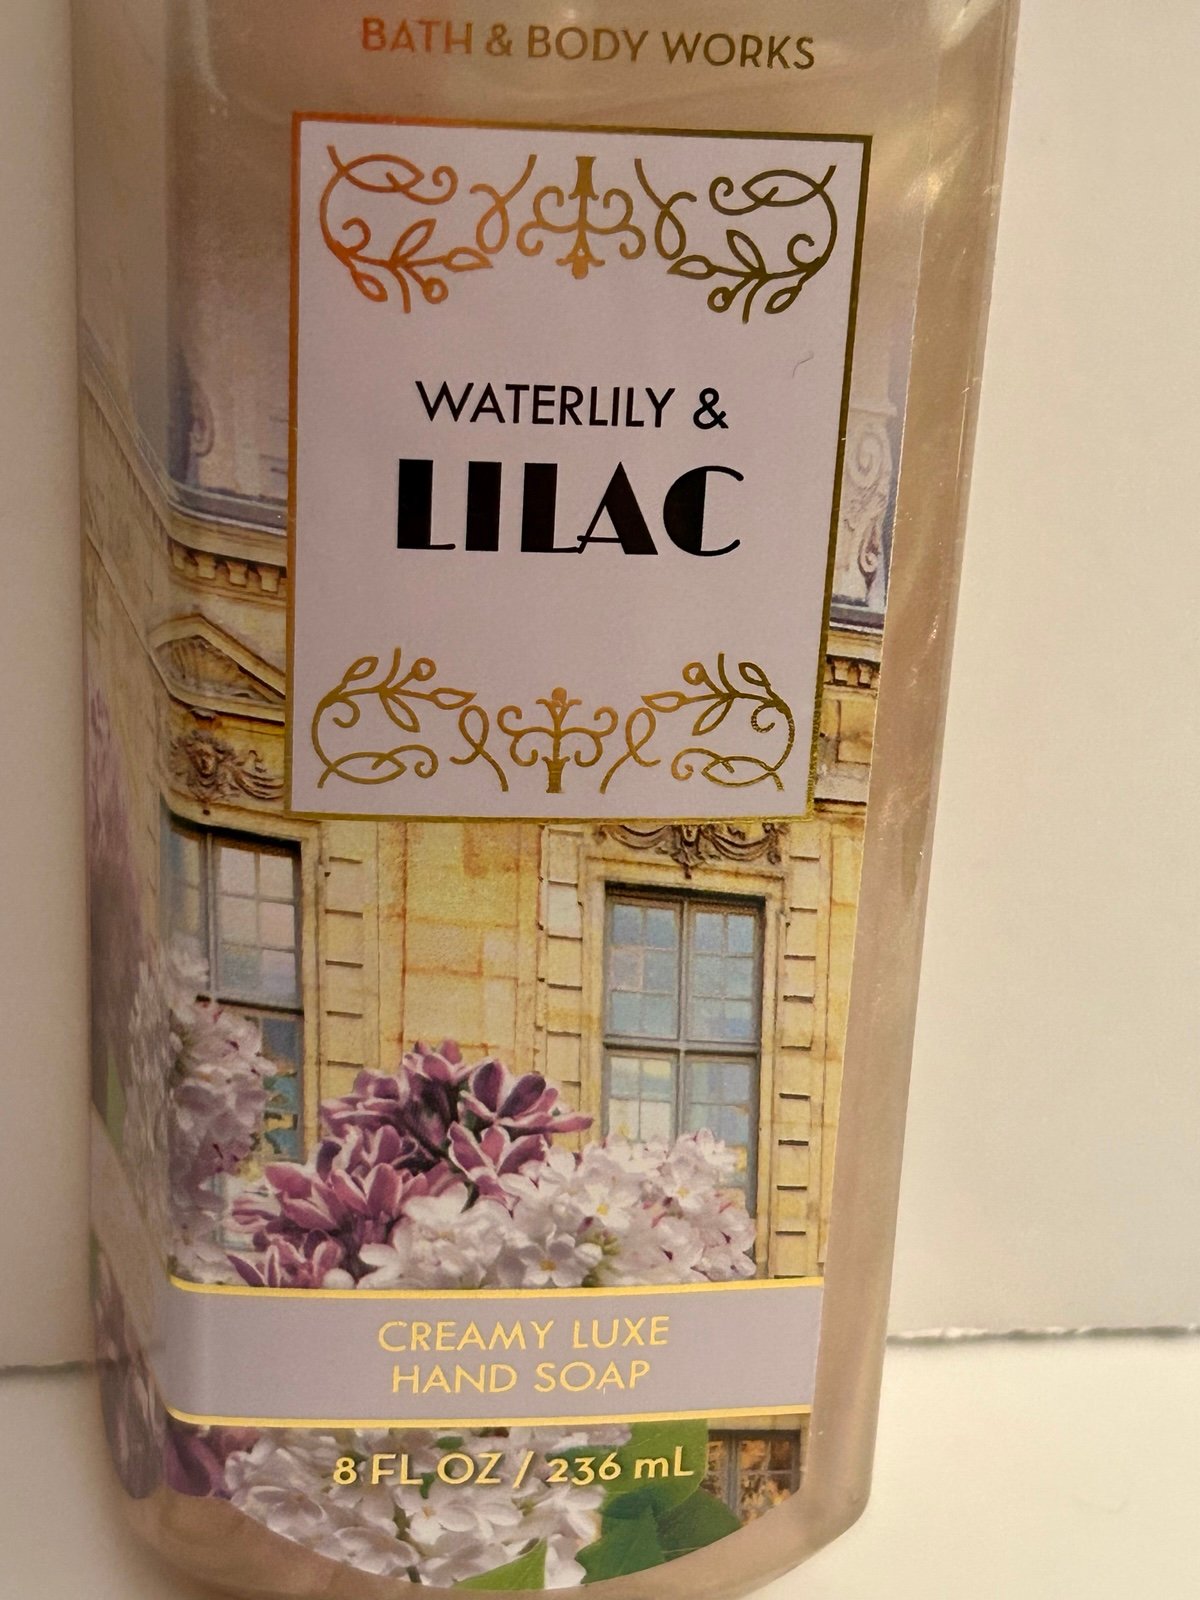 BATH & BODY WORKS
WATERLILY &
LILAC
CREAMY LUXE
HAND SOAP
8 FL OZ / 236 mL